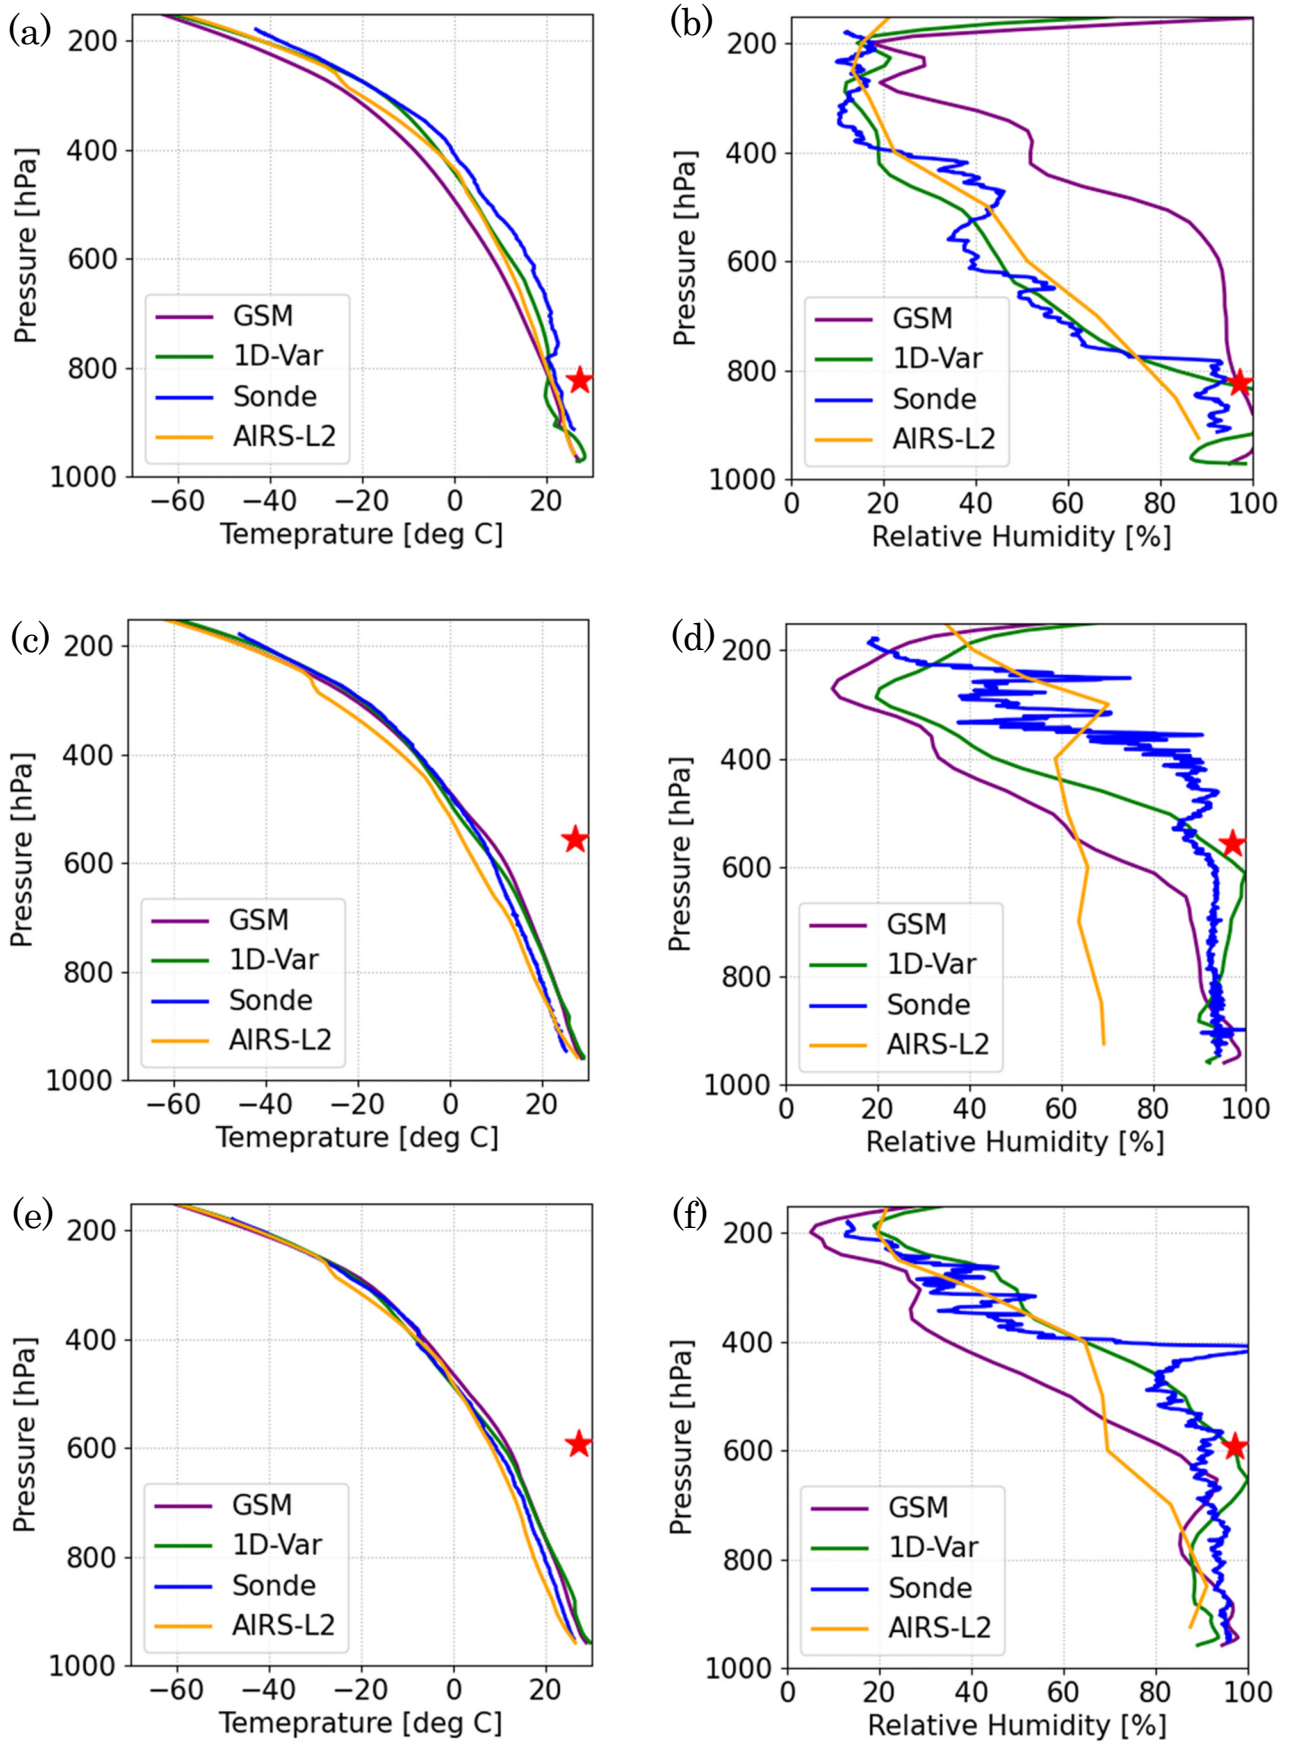 (a)
200
400
600
800
1000
Pressure [hPa]
GSM
1D-Var
Sonde
AIRS-L2
−60 −40 −20 0 20
Temeprature [deg C]
(b)
200
400
600
800
1000
Pressure [hPa]
GSM
1D-Var
Sonde
AIRS-L2
0 20 40 60 80 100
Relative Humidity [%]
(c)
200
400
600
800
1000
Pressure [hPa]
GSM
1D-Var
Sonde
AIRS-L2
−60 −40 −20 0 20
Temeprature [deg C]
(d)
200
400
600
800
1000
Pressure [hPa]
GSM
1D-Var
Sonde
AIRS-L2
0 20 40 60 80 100
Relative Humidity [%]
(e)
200
400
600
800
1000
Pressure [hPa]
GSM
1D-Var
Sonde
AIRS-L2
−60 −40 −20 0 20
Temeprature [deg C]
(f)
200
400
600
800
1000
Pressure [hPa]
GSM
1D-Var
Sonde
AIRS-L2
0 20 40 60 80 100
Relative Humidity [%]